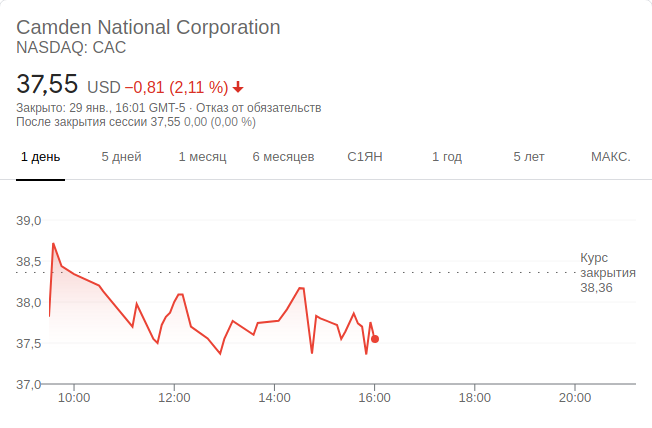 Camden National Corporation
NASDAQ: CAC
37,55 USD −0,81 (2,11 %)
Закрыто: 29 янв., 16:01 GMT-5 · Отказ от обязательств
После закрытия сессии 37,55 0,00 (0,00 %)
1 день 5 дней 1 месяц 6 месяцев С1ЯН 1 год 5 лет МАКС.
39,0
38,5
38,0
37,5
37,0
Курс
закрытия
38,36
10:00 12:00 14:00 16:00 18:00 20:00